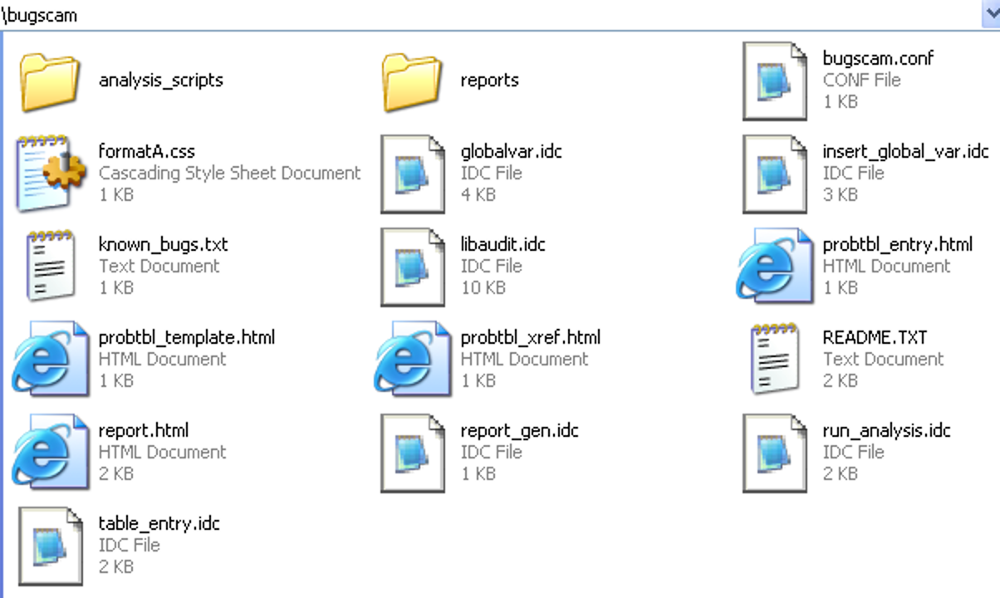 \bugscam
analysis_scripts
reports
bugscam.conf
CONF File
1 KB
formatA.css
Cascading Style Sheet Document
1 KB
globalvar.idc
IDC File
4 KB
insert_global_var.idc
IDC File
3 KB
known_bugs.txt
Text Document
1 KB
libaudit.idc
IDC File
10 KB
probtbl_entry.html
HTML Document
1 KB
probtbl_template.html
HTML Document
1 KB
probtbl_xref.html
HTML Document
1 KB
README.TXT
Text Document
2 KB
report.html
HTML Document
2 KB
report_gen.idc
IDC File
1 KB
run_analysis.idc
IDC File
2 KB
table_entry.idc
IDC File
2 KB